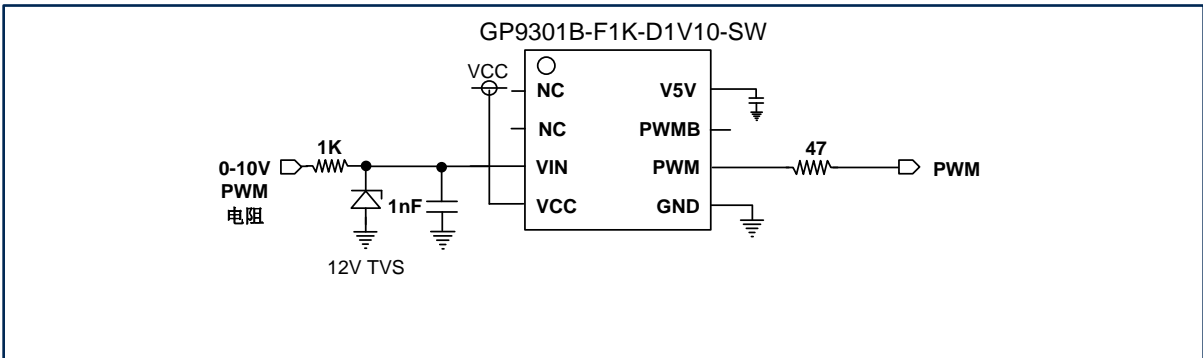 GP9301B-F1K-D1V10-SW
VCC
NC
V5V
NC
PWMB
1K
47
0-10V
VIN
PWM
PWM
PWM
电阻
1nF
VCC
GND
12V TVS